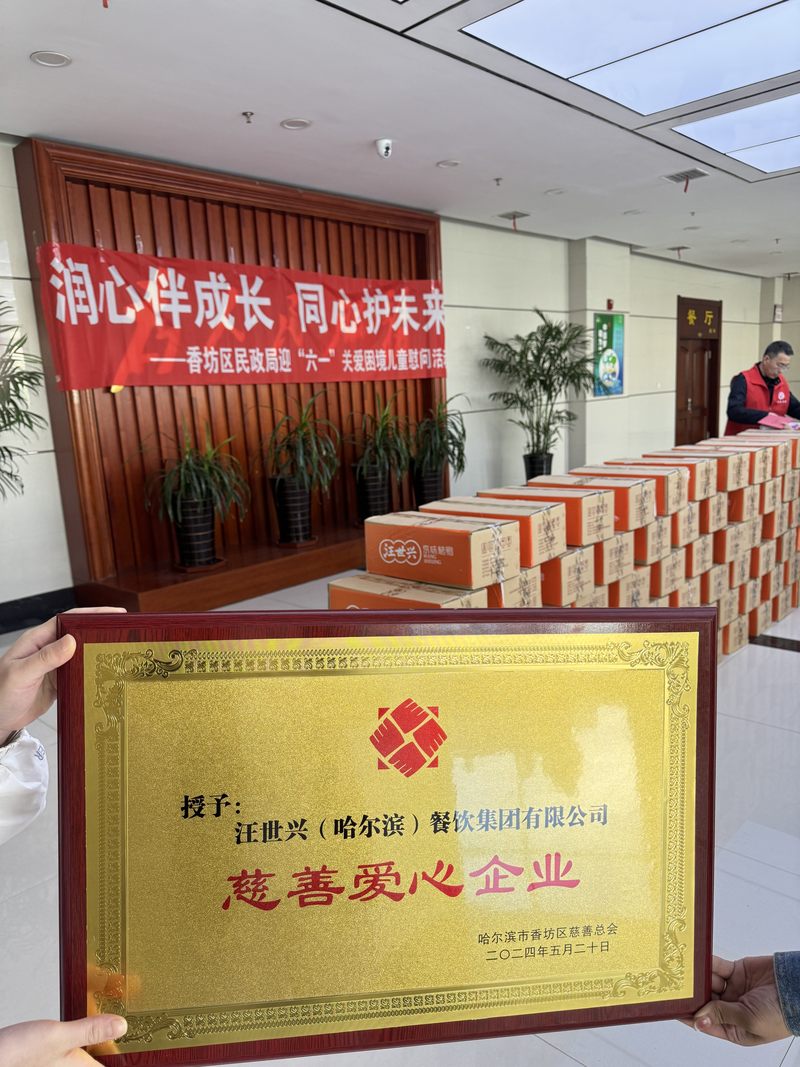 润心伴成长 同心护未来
——香坊区民政局迎“六一”关爱困境儿童慰问活动
餐厅
汪世兴
授予：
汪世兴（哈尔滨）餐饮集团有限公司
慈善爱心企业
哈尔滨市香坊区慈善总会
二〇二四年五月二十日